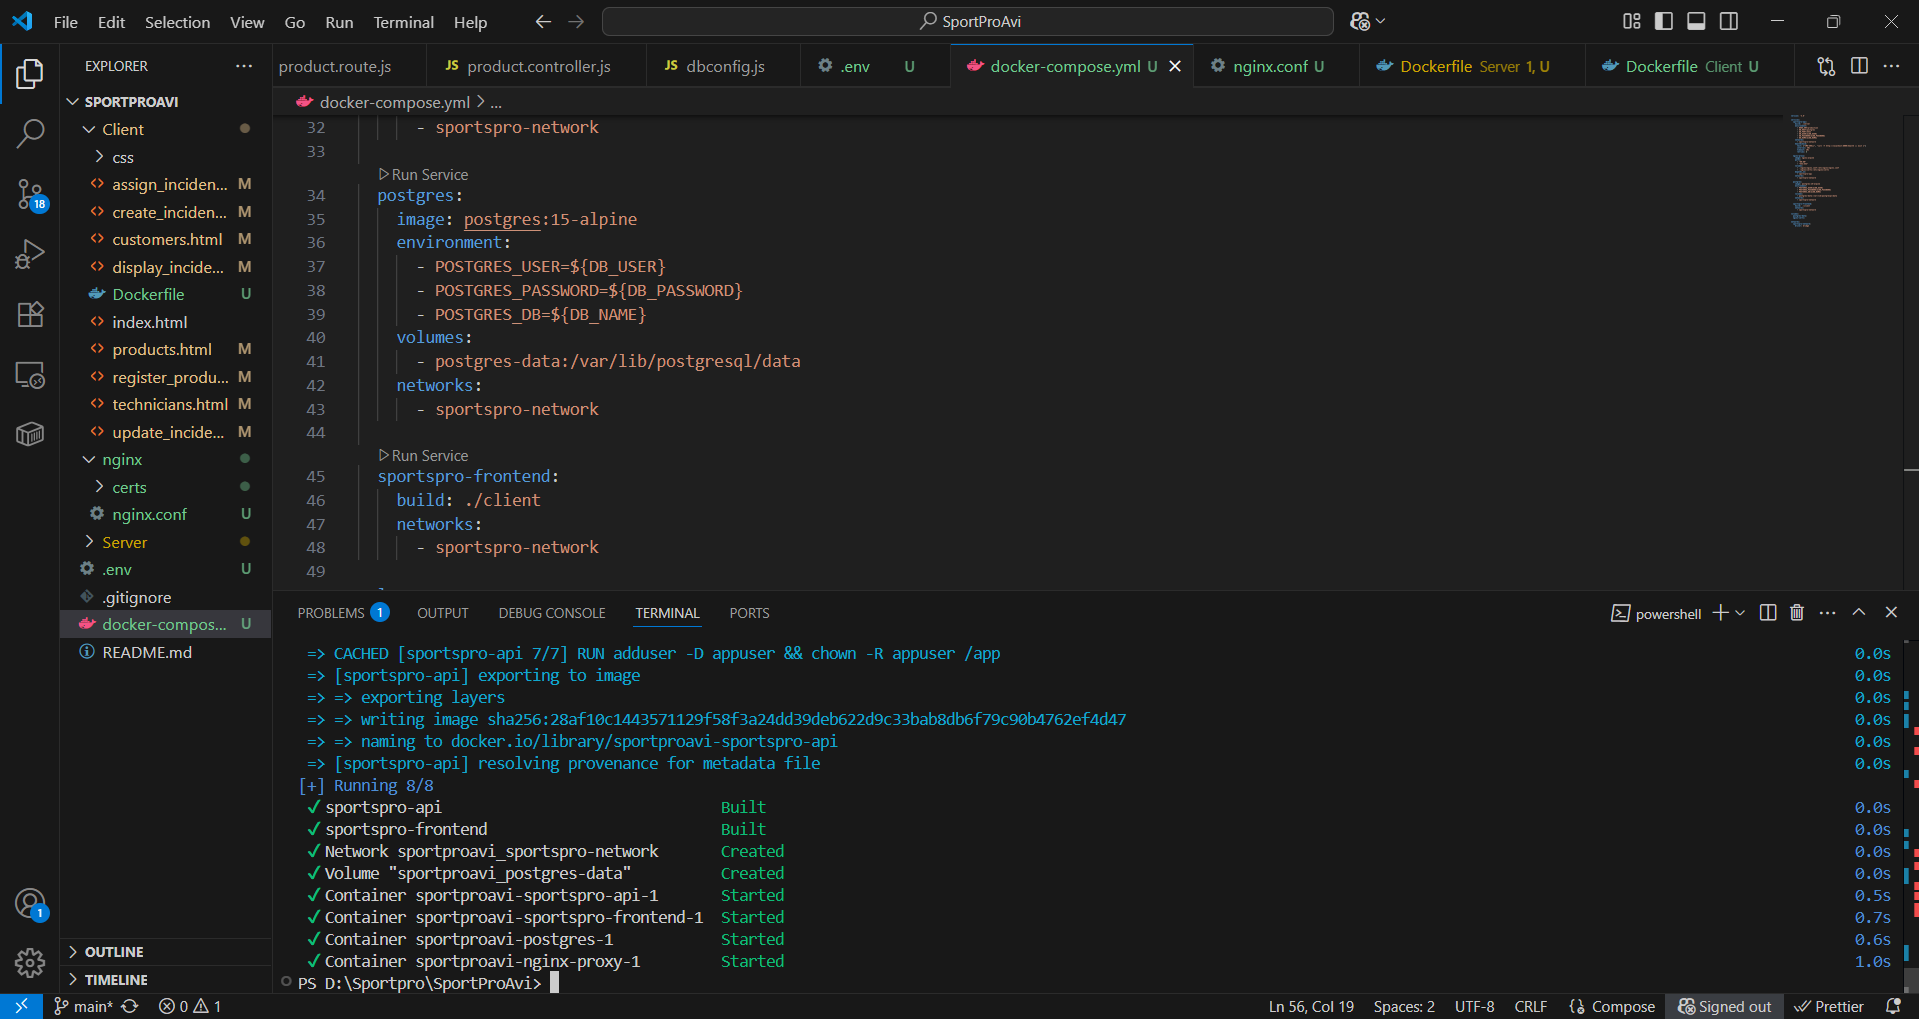 File Edit Selection View Go Run Terminal Help
SportProAvi
EXPLORER
product.route.js
JS product.controller.js
JS dbconfig.js
.env U
docker-compose.yml U
nginx.conf U
Dockerfile Server 1, U
Dockerfile Client U
docker-compose.yml > ...
SPORTPROAVI
Client
css
assign_inciden... M
create_inciden... M
customers.html M
display_incide... M
Dockerfile U
index.html
products.html M
register_produ... M
technicians.html M
update_incide... M
nginx
certs
nginx.conf U
Server
.env U
.gitignore
docker-compos... U
README.md
OUTLINE
TIMELINE
18
1
32 - sportspro-network
33
Run Service
34 postgres:
35 image: postgres:15-alpine
36 environment:
37 - POSTGRES_USER=${DB_USER}
38 - POSTGRES_PASSWORD=${DB_PASSWORD}
39 - POSTGRES_DB=${DB_NAME}
40 volumes:
41 - postgres-data:/var/lib/postgresql/data
42 networks:
43 - sportspro-network
44
Run Service
45 sportspro-frontend:
46 build: ./client
47 networks:
48 - sportspro-network
49
PROBLEMS 1 OUTPUT DEBUG CONSOLE TERMINAL PORTS
powershell
=> CACHED [sportspro-api 7/7] RUN adduser -D appuser && chown -R appuser /app 0.0s
=> [sportspro-api] exporting to image 0.0s
=> => exporting layers 0.0s
=> => writing image sha256:28af10c1443571129f58f3a24dd39deb622d9c33bab8db6f79c90b4762ef4d47 0.0s
=> => naming to docker.io/library/sportproavi-sportspro-api 0.0s
=> [sportspro-api] resolving provenance for metadata file 0.0s
[+] Running 8/8
✔ sportspro-api Built 0.0s
✔ sportspro-frontend Built 0.0s
✔ Network sportproavi_sportspro-network Created 0.0s
✔ Volume "sportproavi_postgres-data" Created 0.0s
✔ Container sportproavi-sportspro-api-1 Started 0.5s
✔ Container sportproavi-sportspro-frontend-1 Started 0.7s
✔ Container sportproavi-postgres-1 Started 0.6s
✔ Container sportproavi-nginx-proxy-1 Started 1.0s
PS D:\Sportpro\SportProAvi>
main* 0 1 Ln 56, Col 19 Spaces: 2 UTF-8 CRLF Compose Signed out Prettier